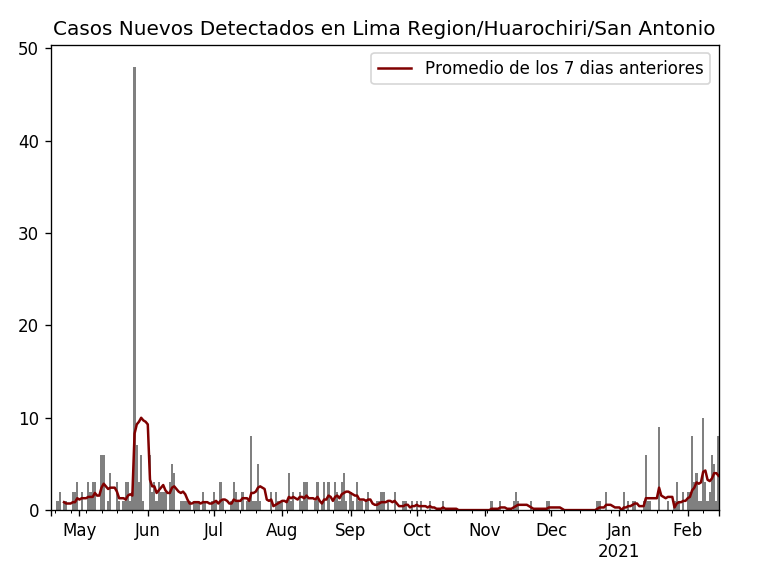 Casos Nuevos Detectados en Lima Region/Huarochiri/San Antonio
Promedio de los 7 dias anteriores
50
40
30
20
10
0
May Jun Jul Aug Sep Oct Nov Dec Jan Feb
2021